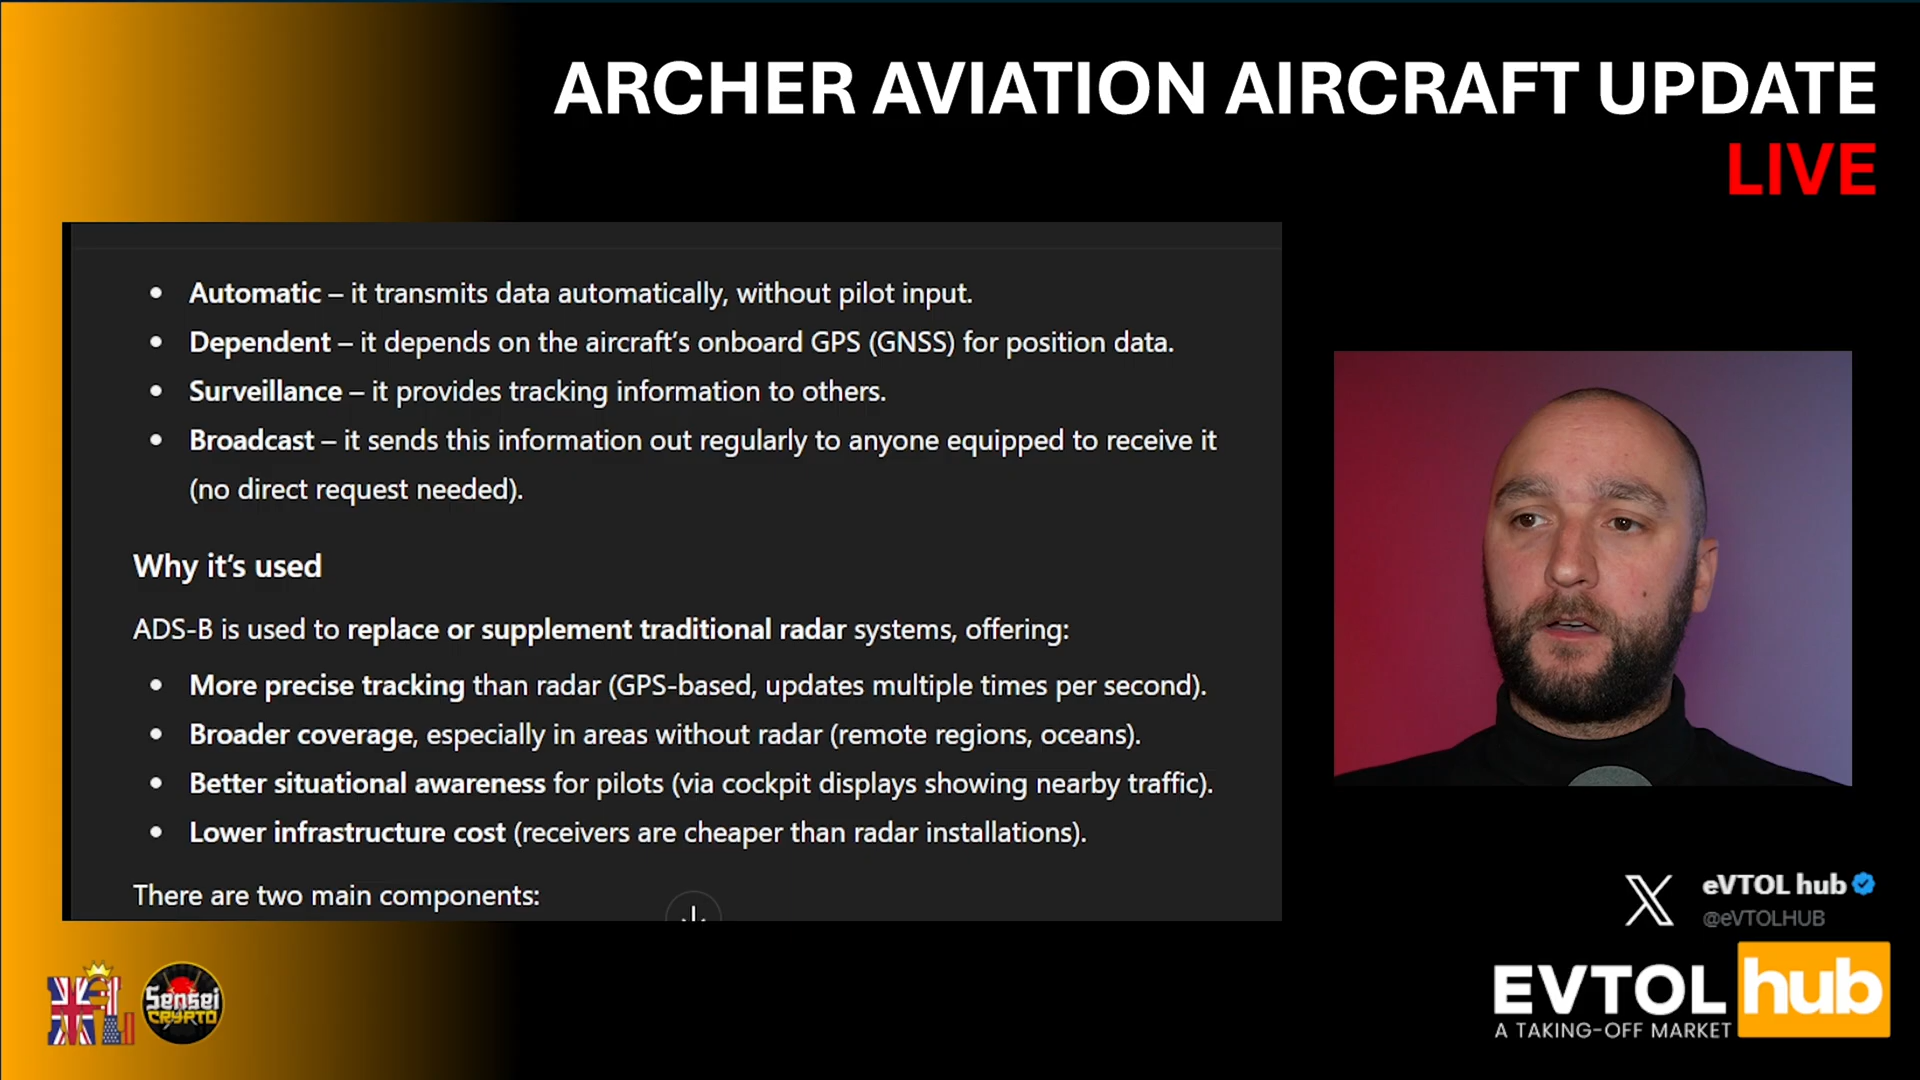 ARCHER AVIATION AIRCRAFT UPDATE
LIVE
• Automatic – it transmits data automatically, without pilot input.
• Dependent – it depends on the aircraft's onboard GPS (GNSS) for position data.
• Surveillance – it provides tracking information to others.
• Broadcast – it sends this information out regularly to anyone equipped to receive it
(no direct request needed).
Why it's used
ADS-B is used to replace or supplement traditional radar systems, offering:
• More precise tracking than radar (GPS-based, updates multiple times per second).
• Broader coverage, especially in areas without radar (remote regions, oceans).
• Better situational awareness for pilots (via cockpit displays showing nearby traffic).
• Lower infrastructure cost (receivers are cheaper than radar installations).
There are two main components:
eVTOL hub
@eVTOLHUB
Sensei
CRYPTO
EVTOL hub
A TAKING-OFF MARKET